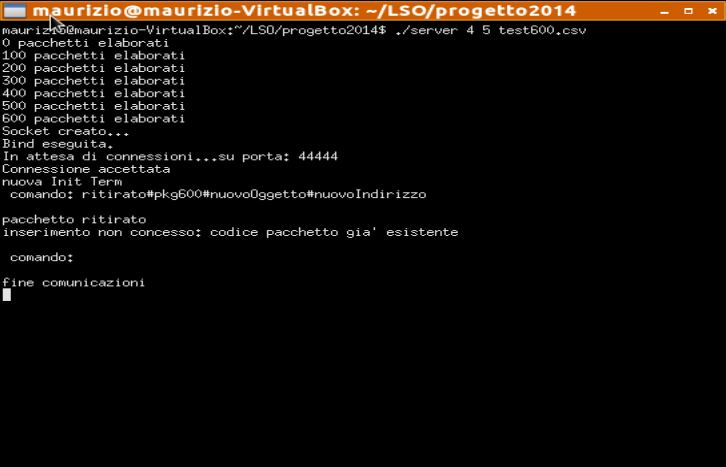 maurizio@maurizio-VirtualBox: ~/LSO/progetto2014
maurizio@maurizio-VirtualBox:~/LSO/progetto2014$ ./server 4 5 test600.csv
0 pacchetti elaborati
100 pacchetti elaborati
200 pacchetti elaborati
300 pacchetti elaborati
400 pacchetti elaborati
500 pacchetti elaborati
600 pacchetti elaborati
Socket creato...
Bind eseguita.
In attesa di connessioni...su porta: 44444
Connessione accettata
nuova Init Term
comando: ritirato#pkg600#nuovoOggetto#nuovoIndirizzo
pacchetto ritirato
inserimento non concesso: codice pacchetto gia' esistente
comando:
fine comunicazioni